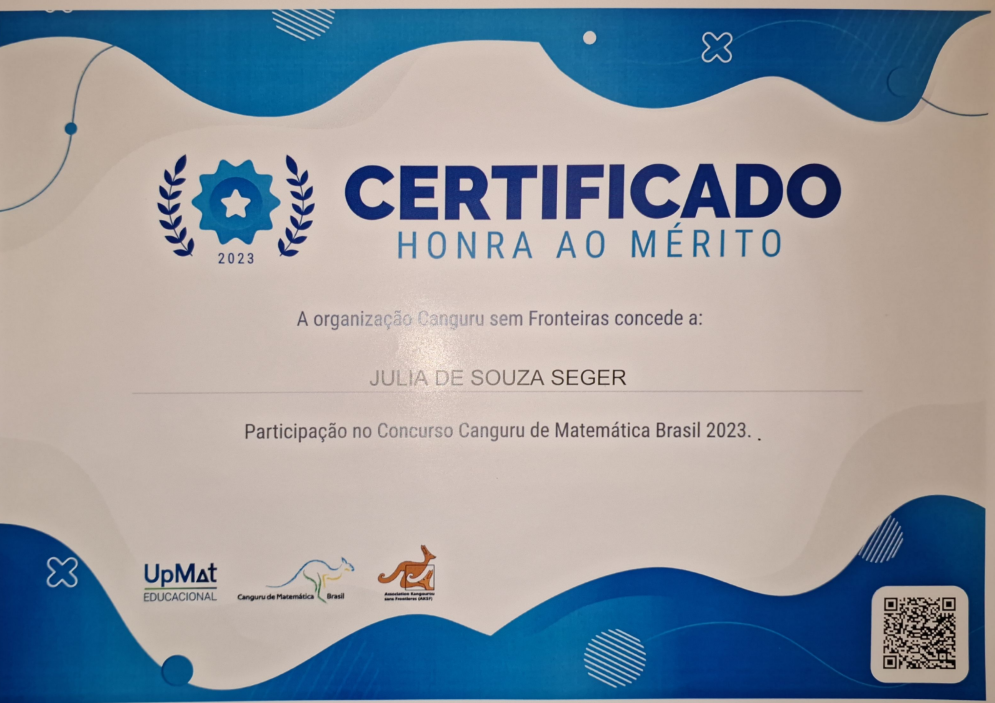 CERTIFICADO
HONRA AO MÉRITO
2023
A organização Canguru sem Fronteiras concede a:
JULIA DE SOUZA SEGER
Participação no Concurso Canguru de Matemática Brasil 2023. .
UpMat
EDUCACIONAL
Canguru de Matemática Brasil
Association Kangourou
sans Frontières (AKSF)